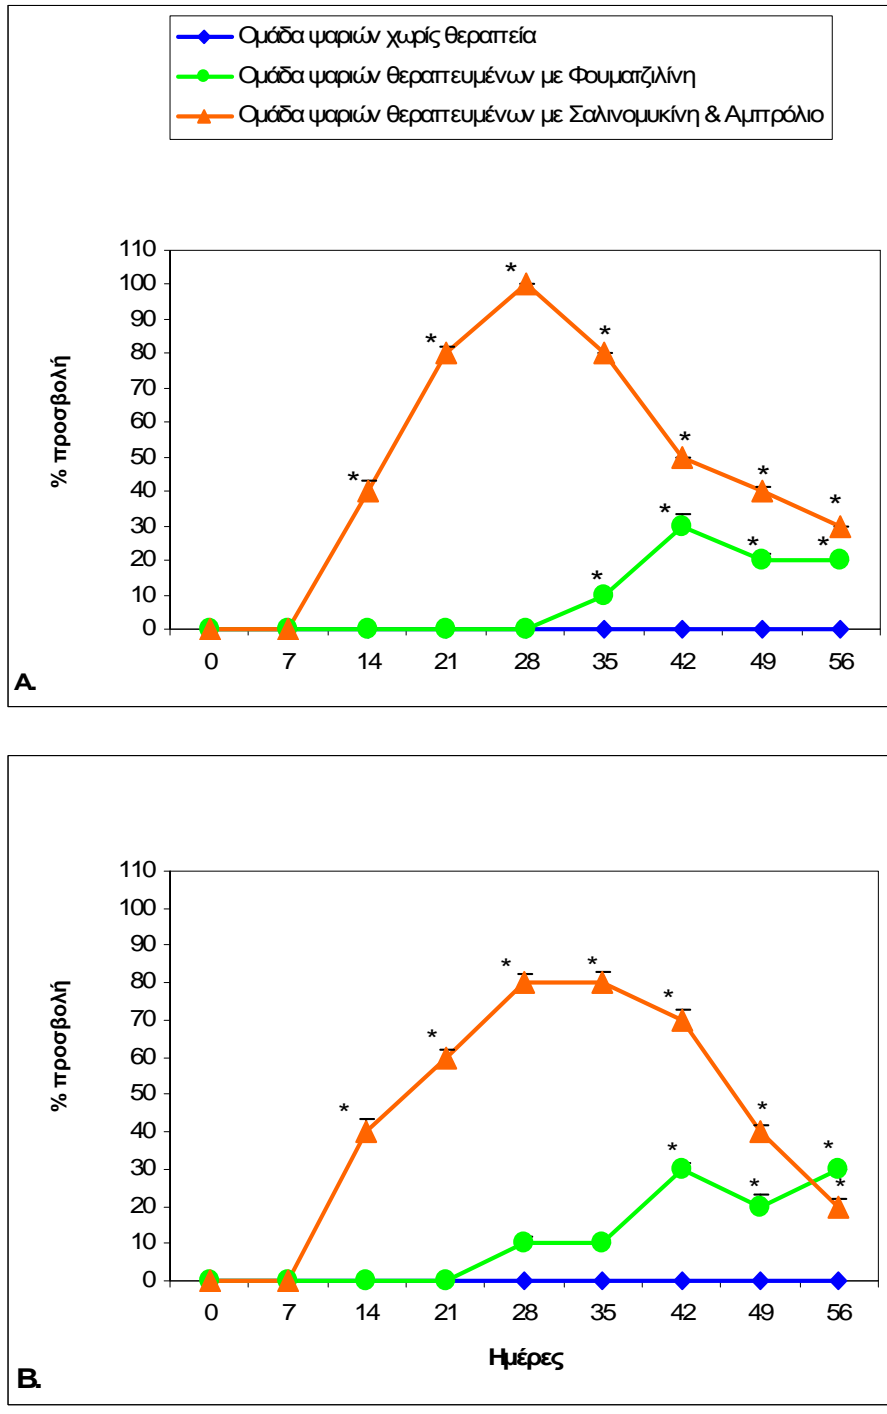 Ομάδα ψαριών χωρίς θεραπεία
Ομάδα ψαριών θεραπευμένων με Φουματζιλίνη
Ομάδα ψαριών θεραπευμένων με Σαλινομυκίνη & Αμπρόλιο
110
100
90
80
70
60
50
40
30
20
10
0
% προσβολή
* * * * * * * *
* * * *
0 7 14 21 28 35 42 49 56
A.
110
100
90
80
70
60
50
40
30
20
10
0
% προσβολή
* * * * * * *
* * *
0 7 14 21 28 35 42 49 56
Ημέρες
B.